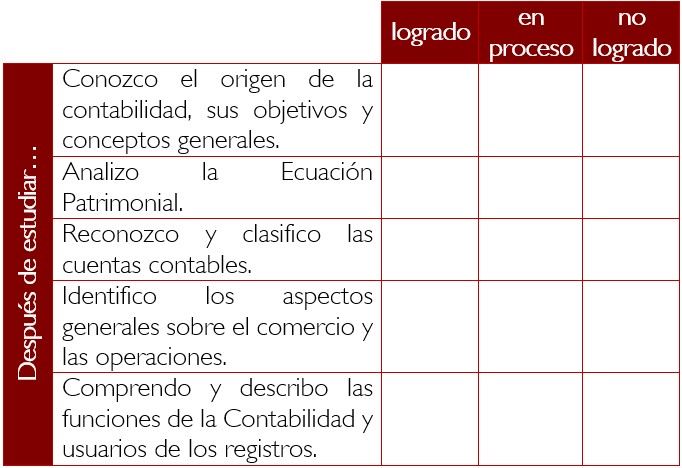 logrado
en
proceso
no
logrado
Después de estudiar…
Conozco el origen de la
contabilidad, sus objetivos y
conceptos generales.
Analizo la Ecuación
Patrimonial.
Reconozco y clasifico las
cuentas contables.
Identifico los aspectos
generales sobre el comercio y
las operaciones.
Comprendo y describo las
funciones de la Contabilidad y
usuarios de los registros.